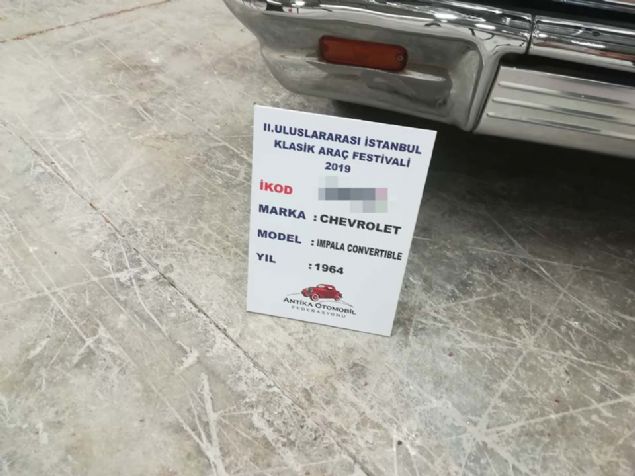 II.ULUSLARARASI İSTANBUL
KLASİK ARAÇ FESTİVALİ
2019
İKOD
MARKA : CHEVROLET
MODEL : IMPALA CONVERTIBLE
YIL : 1964
ANTİKA OTOMOBİL
FEDERASYONU